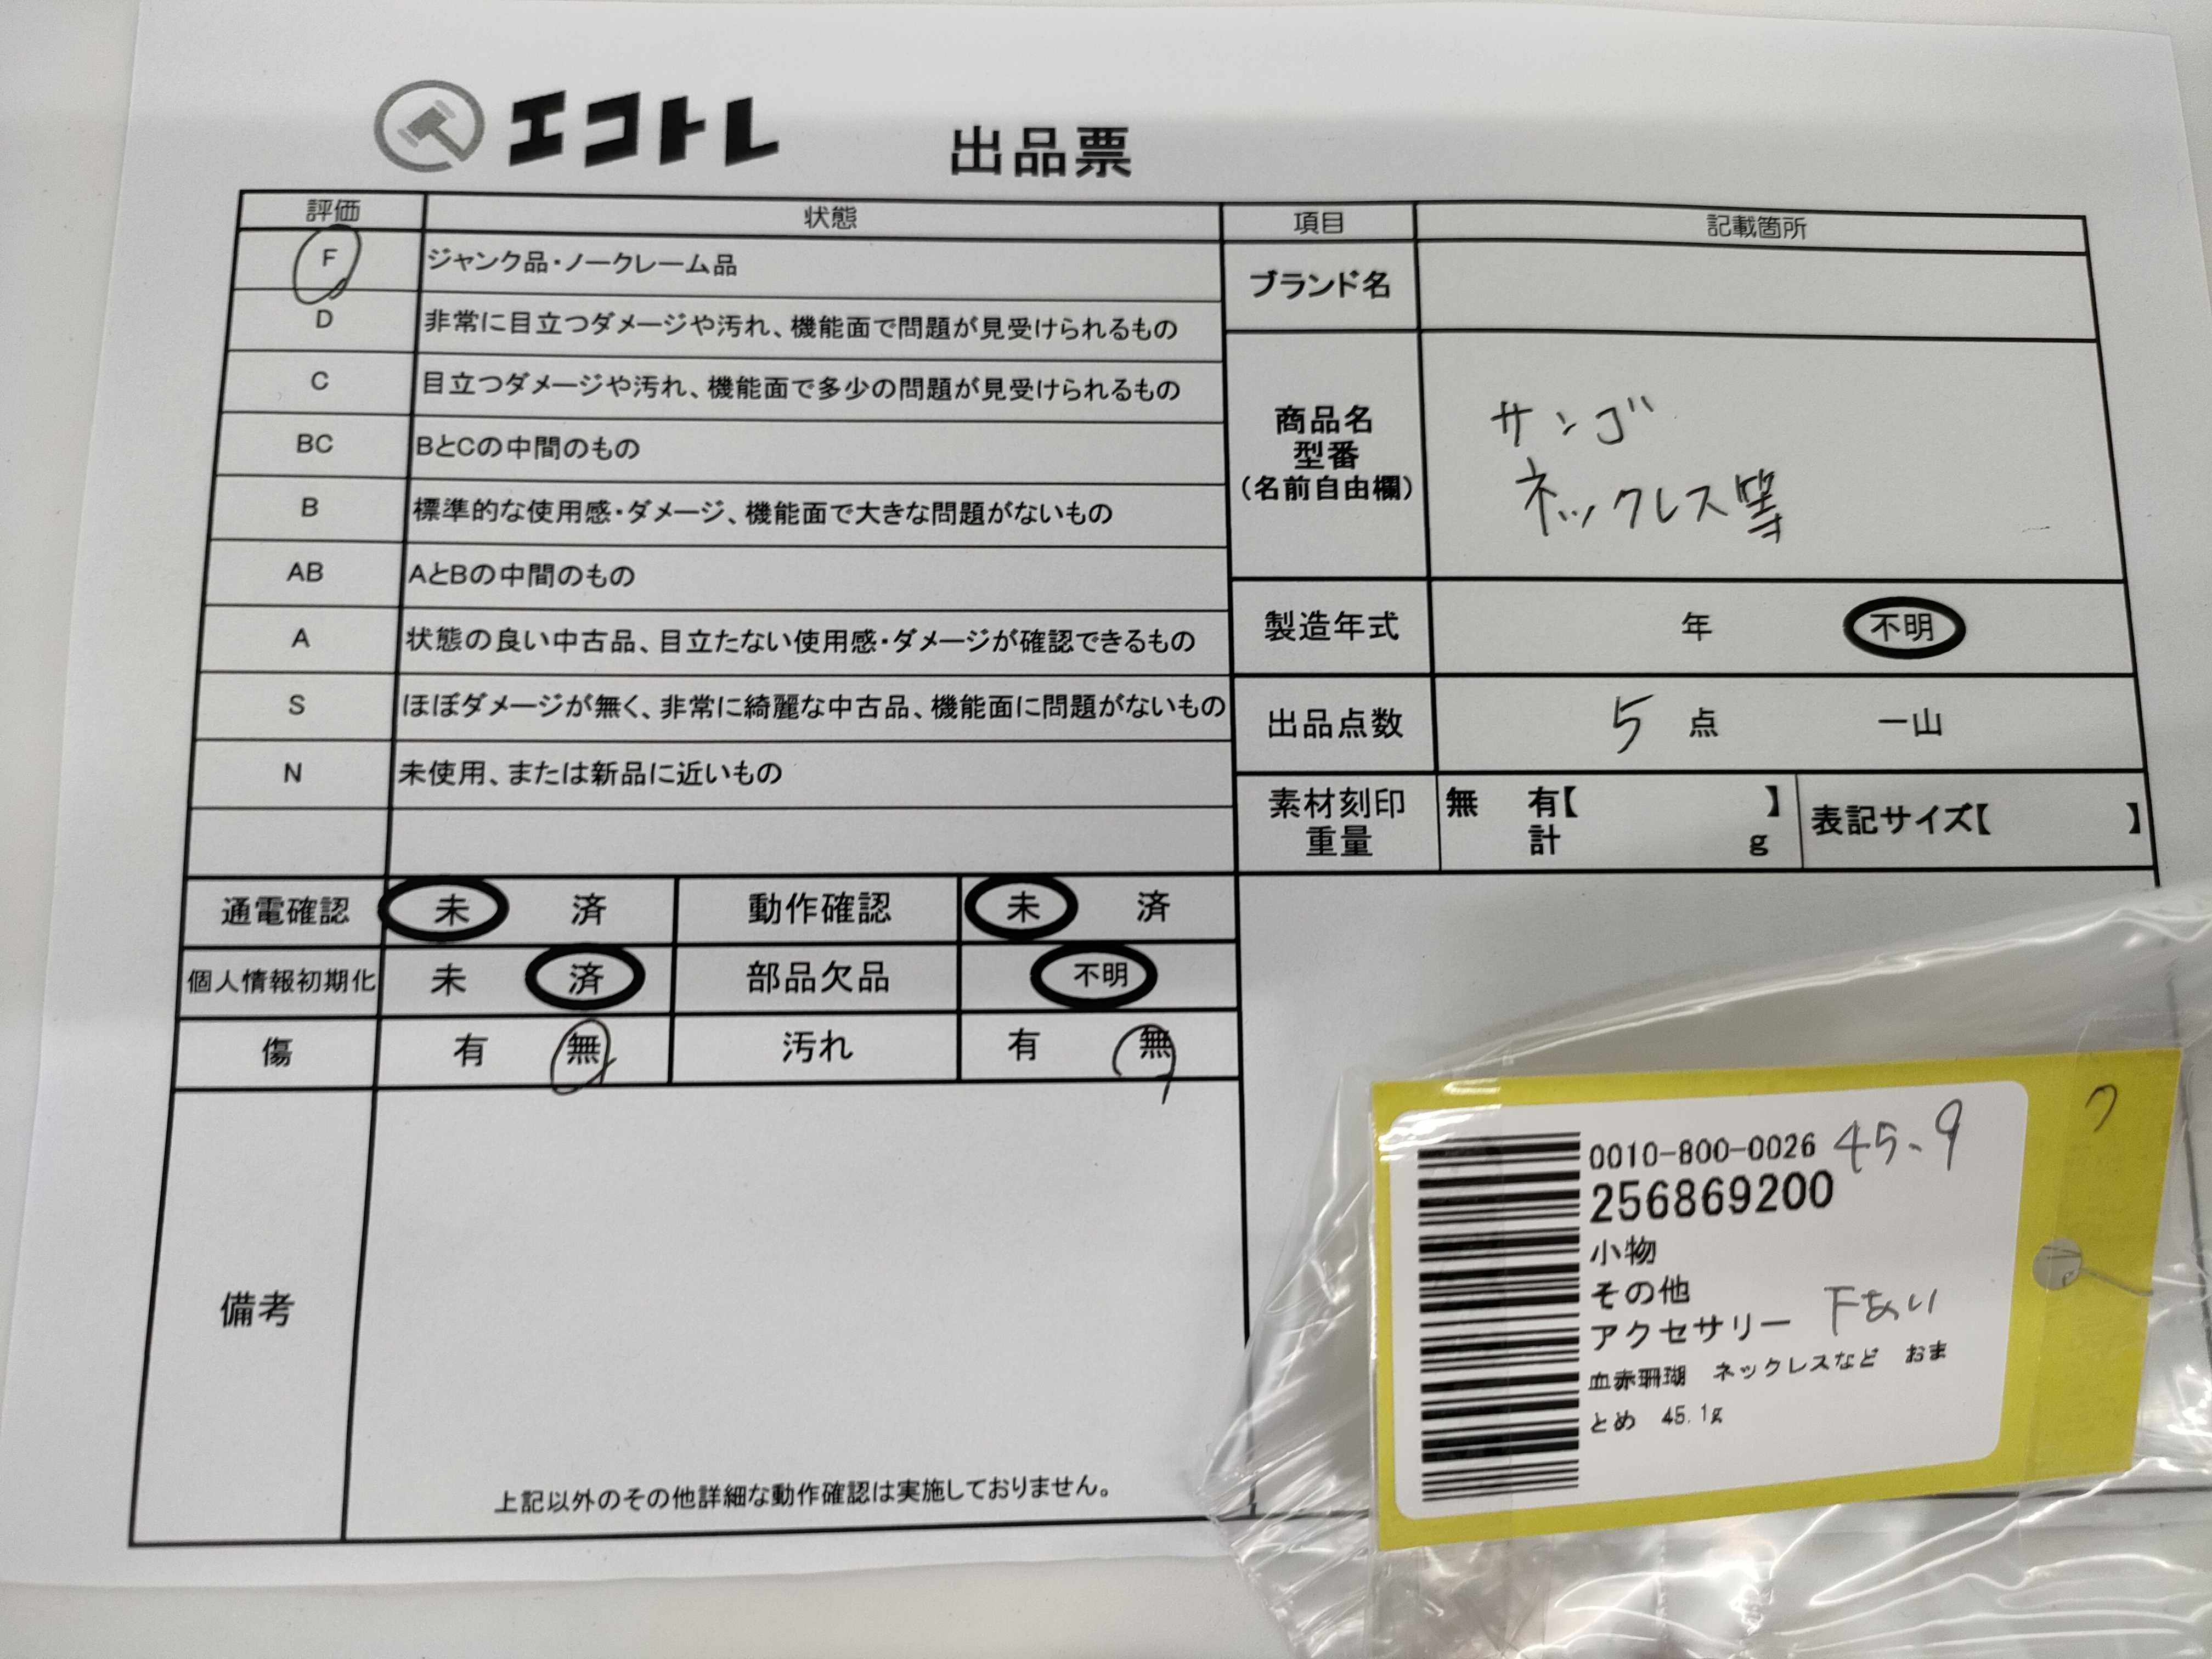 エコトレ 出品票
評価 状態 項目 記載箇所
F ジャンク品・ノークレーム品
D 非常に目立つダメージや汚れ、機能面で問題が見受けられるもの
C 目立つダメージや汚れ、機能面で多少の問題が見受けられるもの
BC BとCの中間のもの
B 標準的な使用感・ダメージ、機能面で大きな問題がないもの
AB AとBの中間のもの
A 状態の良い中古品、目立たない使用感・ダメージが確認できるもの
S ほぼダメージが無く、非常に綺麗な中古品、機能面に問題がないもの
N 未使用、または新品に近いもの
ブランド名
商品名
型番
(名前自由欄)
サンゴ
ネックレス等
製造年式 年 不明
出品点数 5 点 一山
素材刻印 無 有【 】 表記サイズ【 】
重量 計 g
通電確認 未 済 動作確認 未 済
個人情報初期化 未 済 部品欠品 不明
傷 有 無 汚れ 有 無
備考
上記以外のその他詳細な動作確認は実施しておりません。
0010-800-0026 45.9
256869200
小物
その他
アクセサリー
血赤珊瑚 ネックレスなど おま
とめ 45.1g